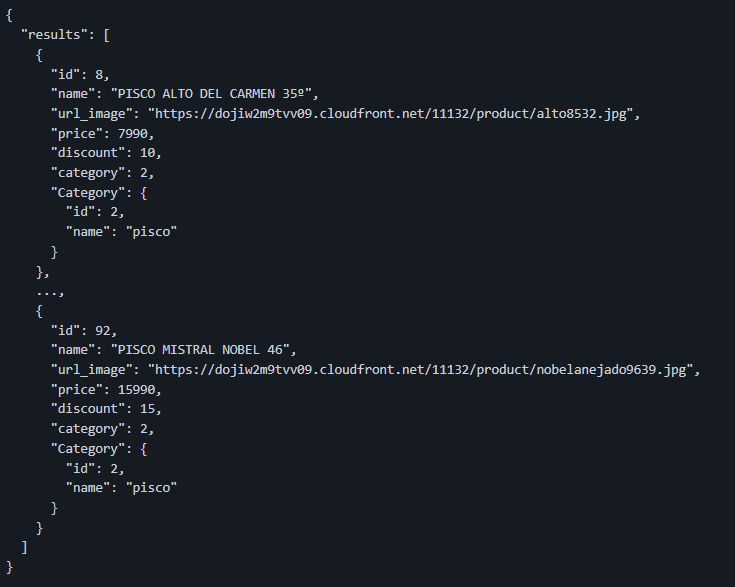 {
  "results": [
    {
      "id": 8,
      "name": "PISCO ALTO DEL CARMEN 35º",
      "url_image": "https://dojiw2m9tvv09.cloudfront.net/11132/product/alto8532.jpg",
      "price": 7990,
      "discount": 10,
      "category": 2,
      "Category": {
        "id": 2,
        "name": "pisco"
      }
    },
    ...,
    {
      "id": 92,
      "name": "PISCO MISTRAL NOBEL 46",
      "url_image": "https://dojiw2m9tvv09.cloudfront.net/11132/product/nobelanejado9639.jpg",
      "price": 15990,
      "discount": 15,
      "category": 2,
      "Category": {
        "id": 2,
        "name": "pisco"
      }
    }
  ]
}